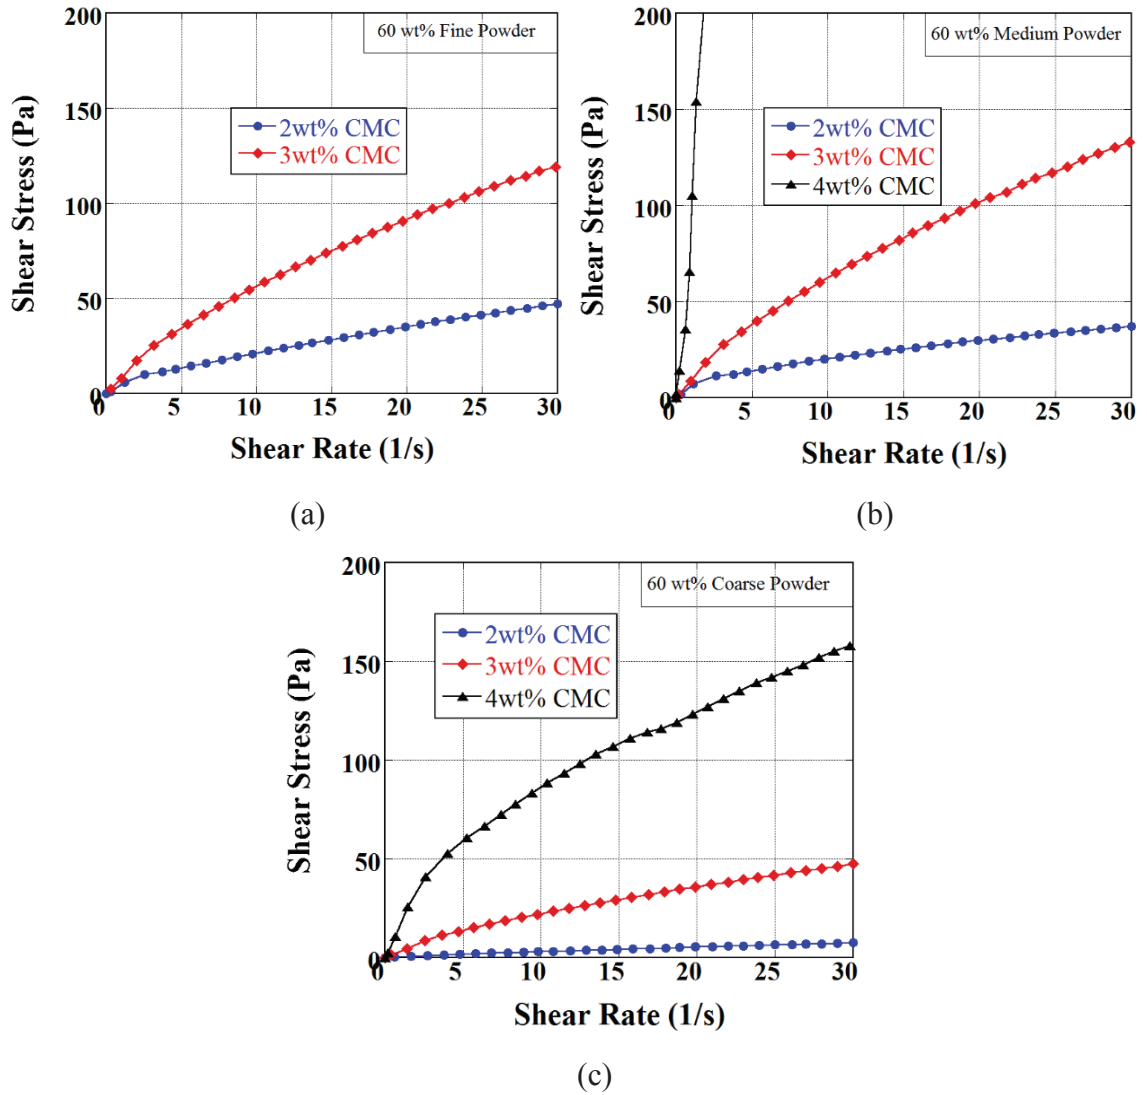 60 wt% Fine Powder
Shear Stress (Pa)
200
150
100
50
0
2wt% CMC
3wt% CMC
0 5 10 15 20 25 30
Shear Rate (1/s)
(a)
60 wt% Medium Powder
Shear Stress (Pa)
200
150
100
50
0
2wt% CMC
3wt% CMC
4wt% CMC
0 5 10 15 20 25 30
Shear Rate (1/s)
(b)
60 wt% Coarse Powder
Shear Stress (Pa)
200
150
100
50
0
2wt% CMC
3wt% CMC
4wt% CMC
0 5 10 15 20 25 30
Shear Rate (1/s)
(c)